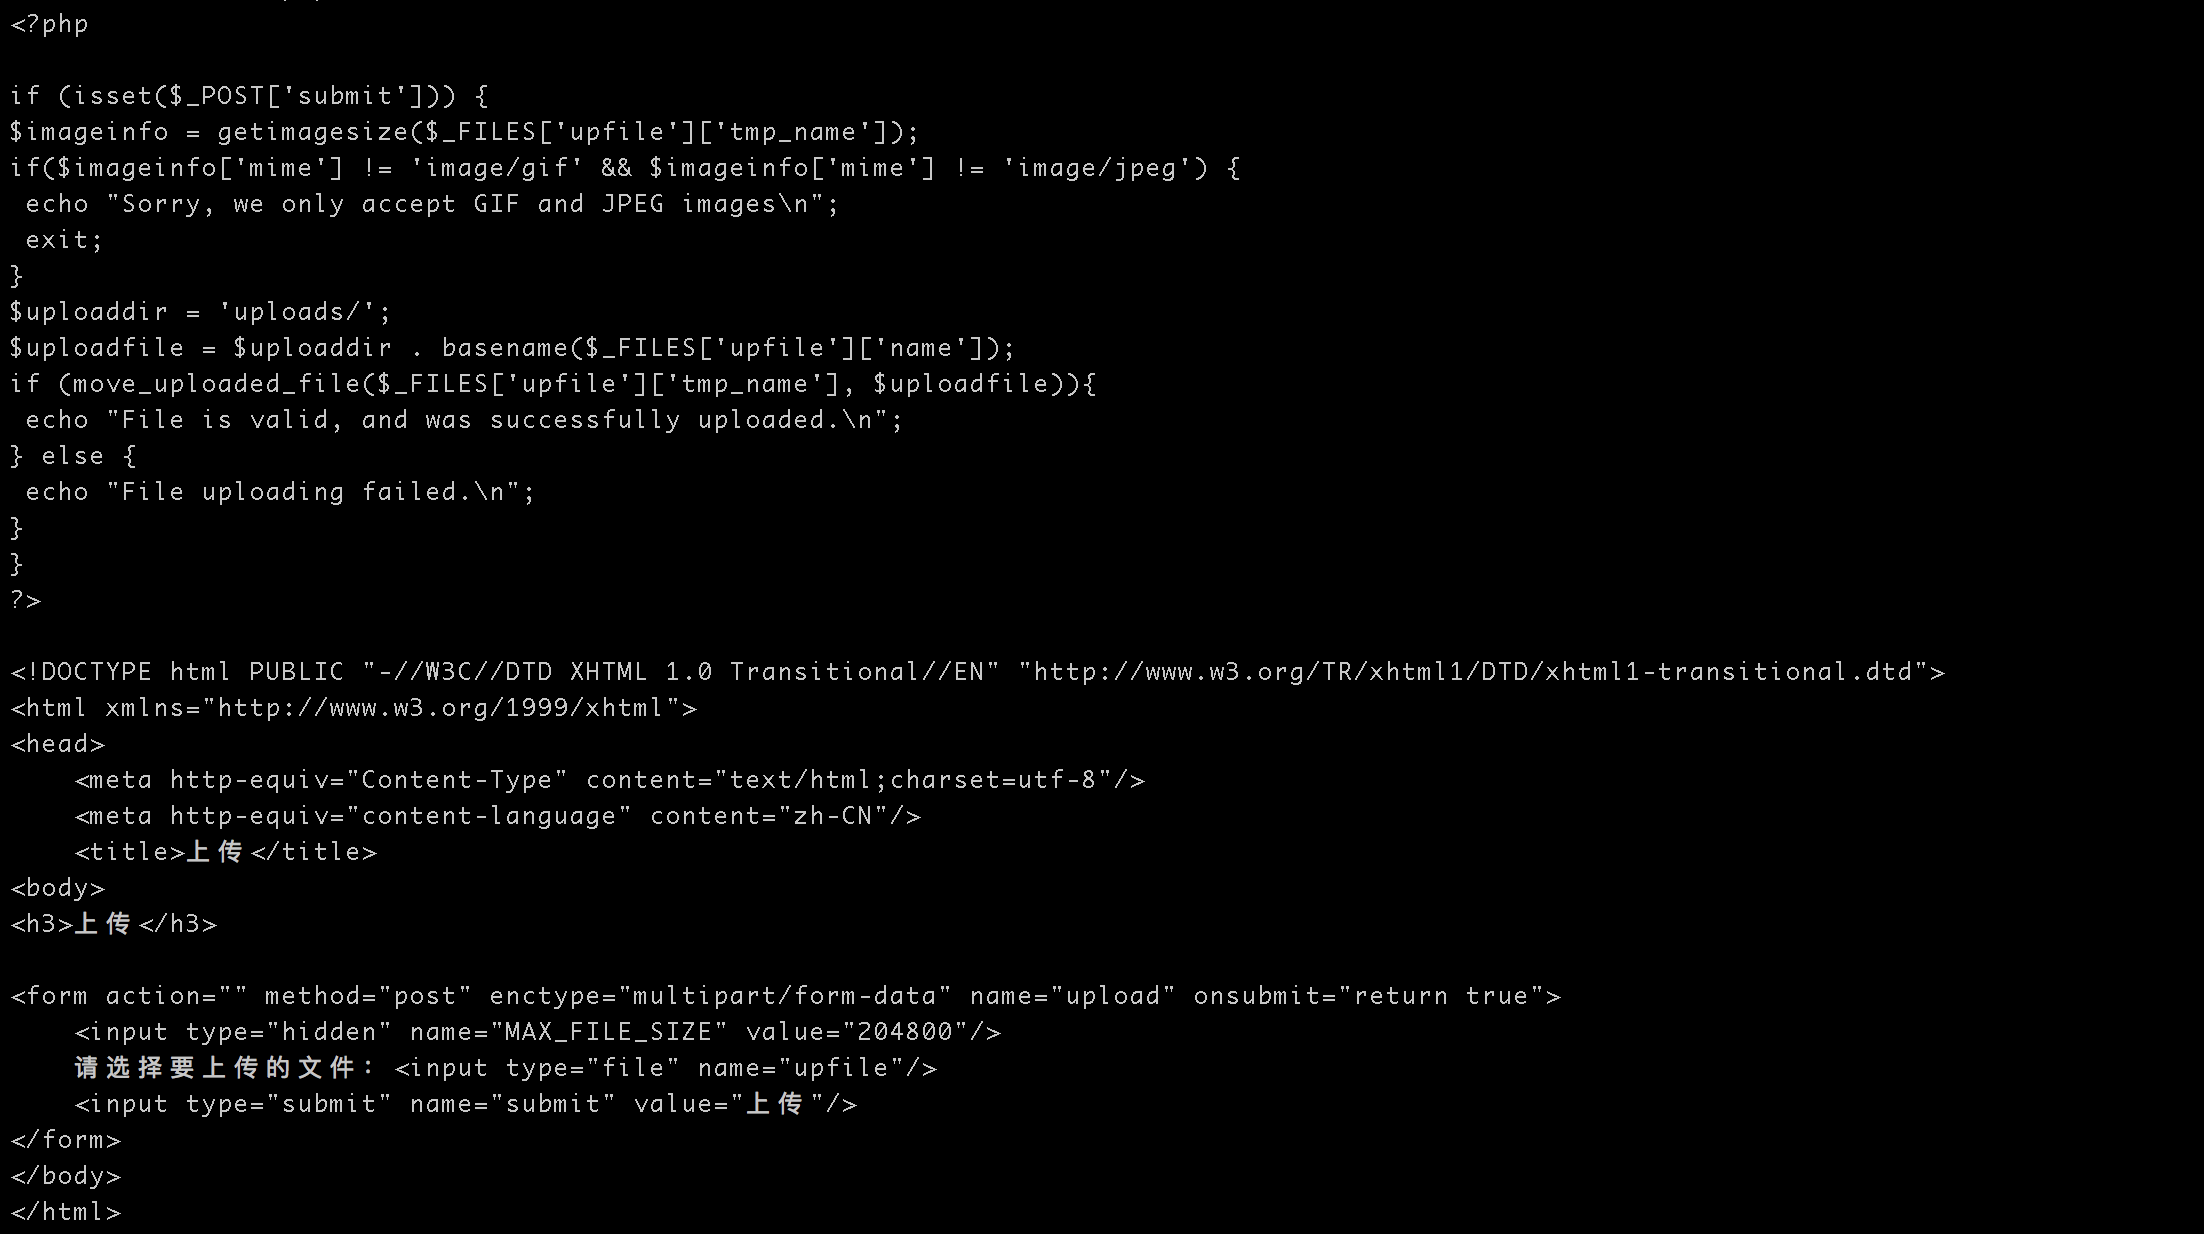 <?php
if (isset($_POST['submit'])) {
$imageinfo = getimagesize($_FILES['upfile']['tmp_name']);
if($imageinfo['mime'] != 'image/gif' && $imageinfo['mime'] != 'image/jpeg') {
 echo "Sorry, we only accept GIF and JPEG images\n";
 exit;
}
$uploaddir = 'uploads/';
$uploadfile = $uploaddir . basename($_FILES['upfile']['name']);
if (move_uploaded_file($_FILES['upfile']['tmp_name'], $uploadfile)){
 echo "File is valid, and was successfully uploaded.\n";
} else {
 echo "File uploading failed.\n";
}
}
?>
<!DOCTYPE html PUBLIC "-//W3C//DTD XHTML 1.0 Transitional//EN" "http://www.w3.org/TR/xhtml1/DTD/xhtml1-transitional.dtd">
<html xmlns="http://www.w3.org/1999/xhtml">
<head>
    <meta http-equiv="Content-Type" content="text/html;charset=utf-8"/>
    <meta http-equiv="content-language" content="zh-CN"/>
    <title>上传</title>
<body>
<h3>上传</h3>
<form action="" method="post" enctype="multipart/form-data" name="upload" onsubmit="return true">
    <input type="hidden" name="MAX_FILE_SIZE" value="204800"/>
    请选择要上传的文件：<input type="file" name="upfile"/>
    <input type="submit" name="submit" value="上传"/>
</form>
</body>
</html>